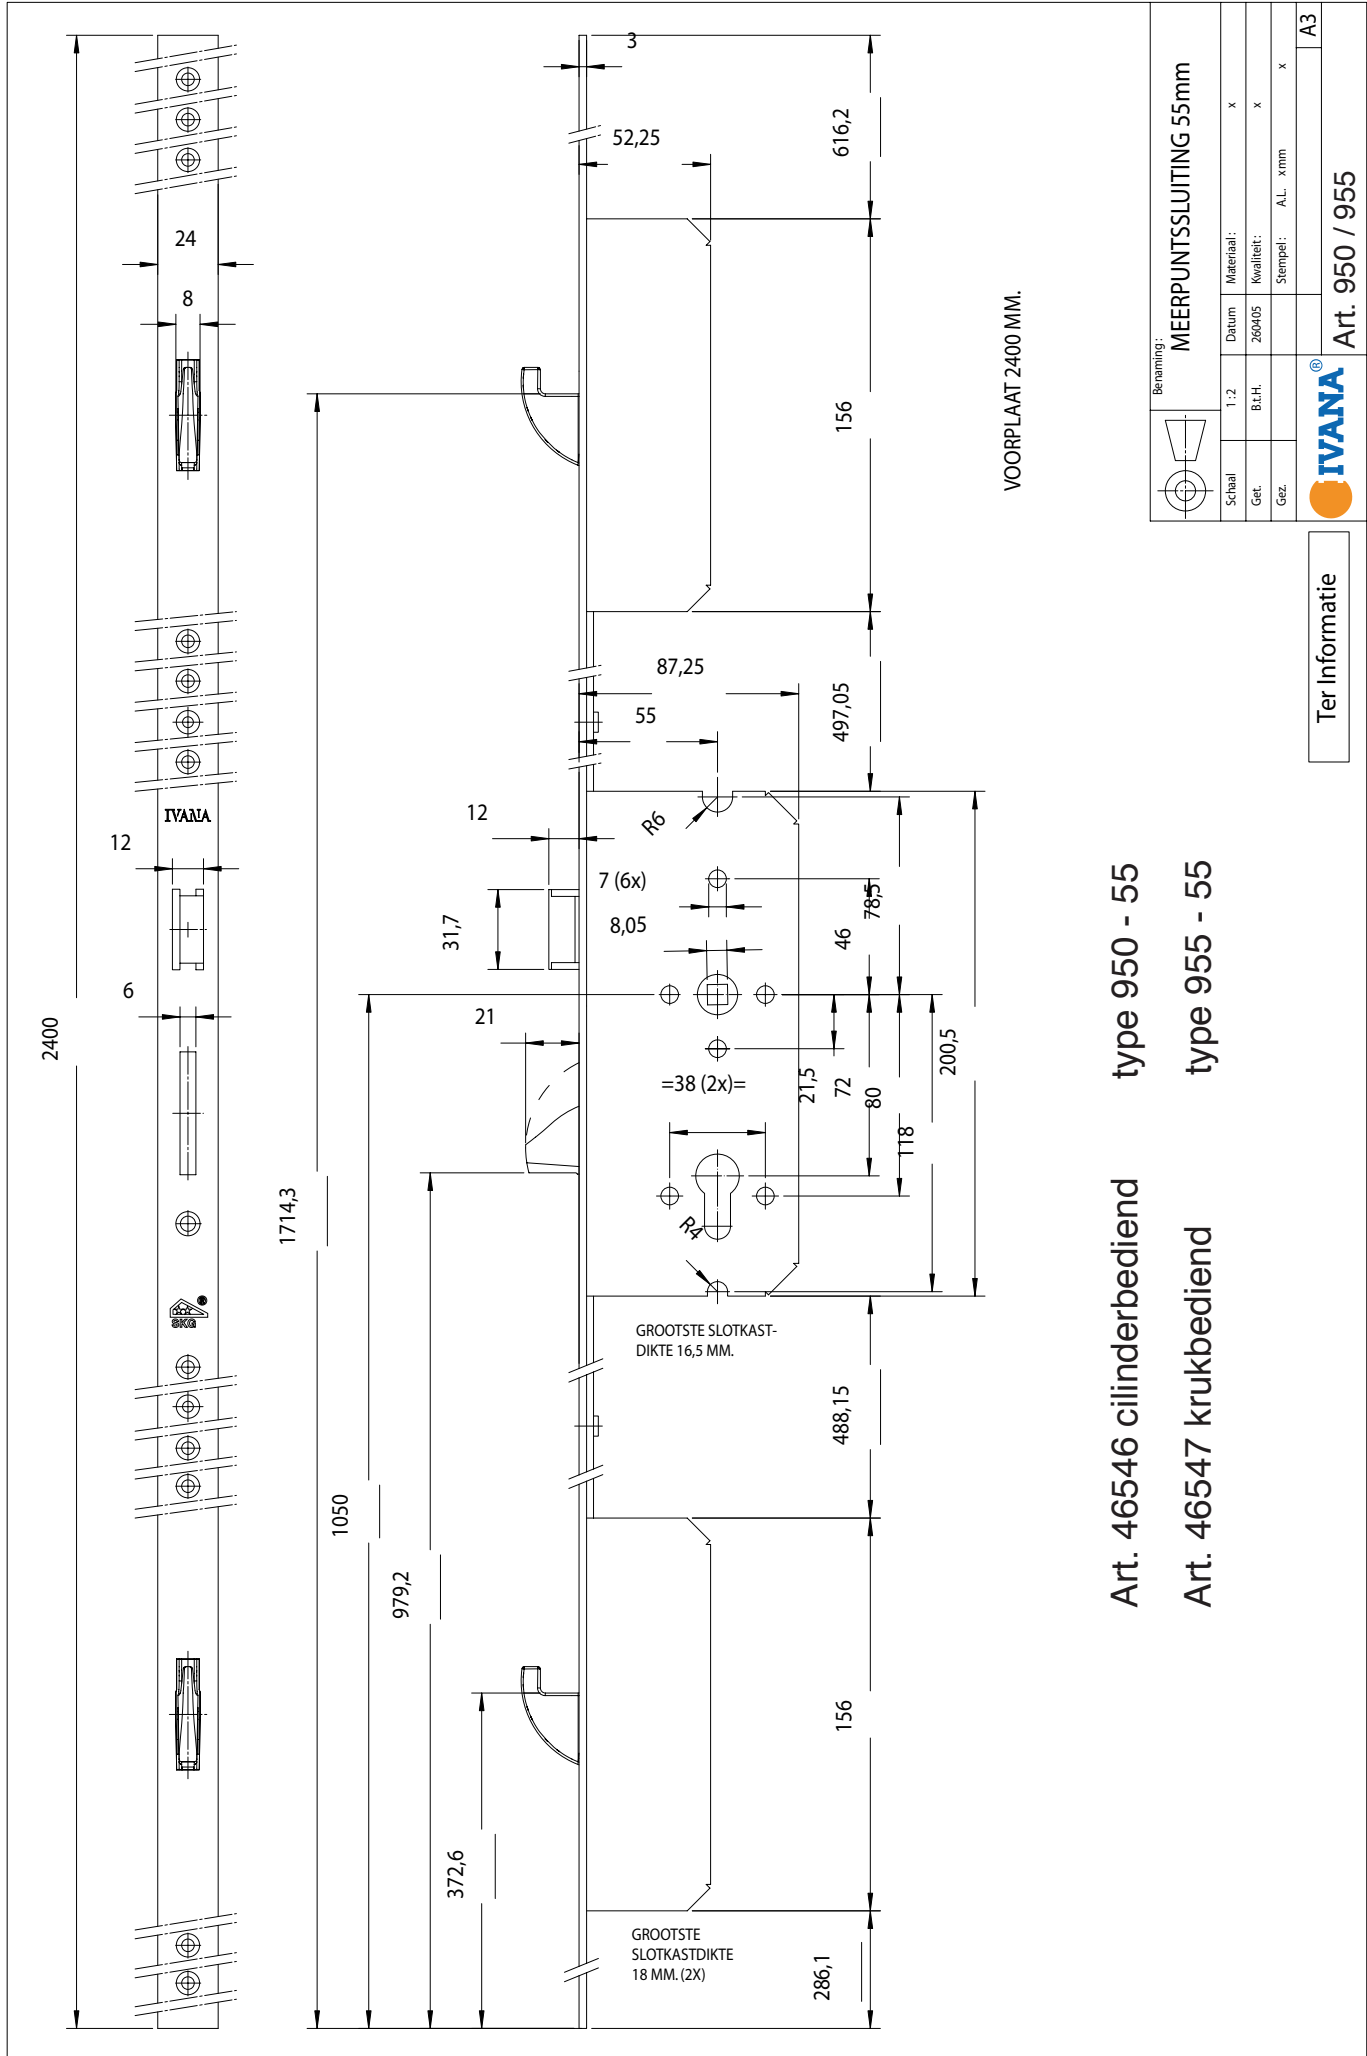 2400
24
8
IVANA
12
6
SKG
1714,3
1050
979,2
372,6
3
52,25
616,2
156
87,25
55
497,05
12
31,7
21
R6
7 (6x)
8,05
46
78,5
=38 (2x)=
21,5
72
80
118
200,5
R4
GROOTSTE SLOTKAST-
DIKTE 16,5 MM.
488,15
156
GROOTSTE
SLOTKASTDIKTE
18 MM. (2X)
286,1
VOORPLAAT 2400 MM.
Art. 46546 cilinderbediend type 950 - 55
Art. 46547 krukbediend type 955 - 55
Ter Informatie
Benaming:
MEERPUNTSSLUITING 55mm
Schaal 1:2 Datum Materiaal: x
Get. B.t.H. 260405 Kwaliteit: x
Gez. Stempel: A.L. xmm x
IVANA®
A3
Art. 950 / 955